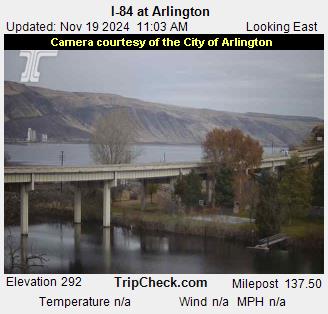 I-84 at Arlington
Updated: Nov 19 2024 11:03 AM Looking East
Camera courtesy of the City of Arlington
Elevation 292 TripCheck.com Milepost 137.50
Temperature n/a Wind n/a MPH n/a